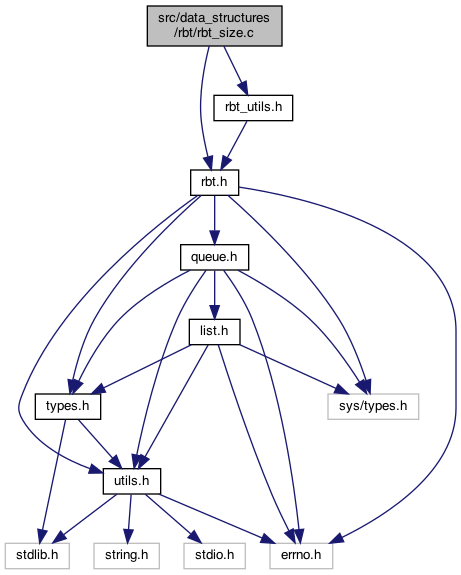 src/data_structures
/rbt/rbt_size.c
rbt_utils.h
rbt.h
queue.h
list.h
types.h
sys/types.h
utils.h
stdlib.h
string.h
stdio.h
errno.h